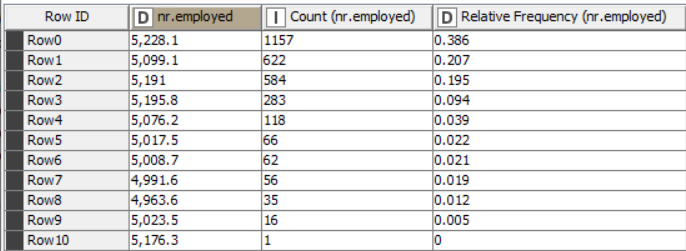 Row ID D nr.employed I Count (nr.employed) D Relative Frequency (nr.employed)
Row0 5,228.1 1157 0.386
Row1 5,099.1 622 0.207
Row2 5,191 584 0.195
Row3 5,195.8 283 0.094
Row4 5,076.2 118 0.039
Row5 5,017.5 66 0.022
Row6 5,008.7 62 0.021
Row7 4,991.6 56 0.019
Row8 4,963.6 35 0.012
Row9 5,023.5 16 0.005
Row10 5,176.3 1 0